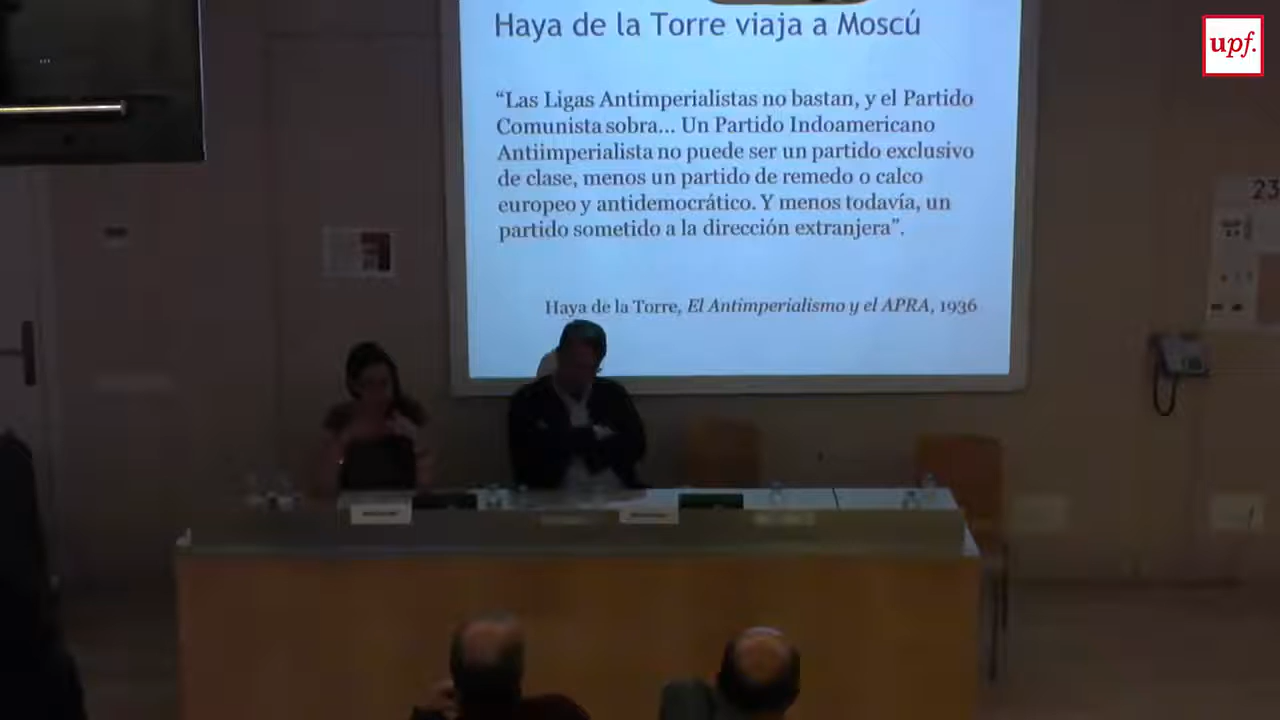 Haya de la Torre viaja a Moscú
upf.
“Las Ligas Antimperialistas no bastan, y el Partido
Comunista sobra... Un Partido Indoamericano
Antiimperialista no puede ser un partido exclusivo
de clase, menos un partido de remedo o calco
europeo y antidemocrático. Y menos todavía, un
partido sometido a la dirección extranjera”.
23
Haya de la Torre, El Antimperialismo y el APRA, 1936